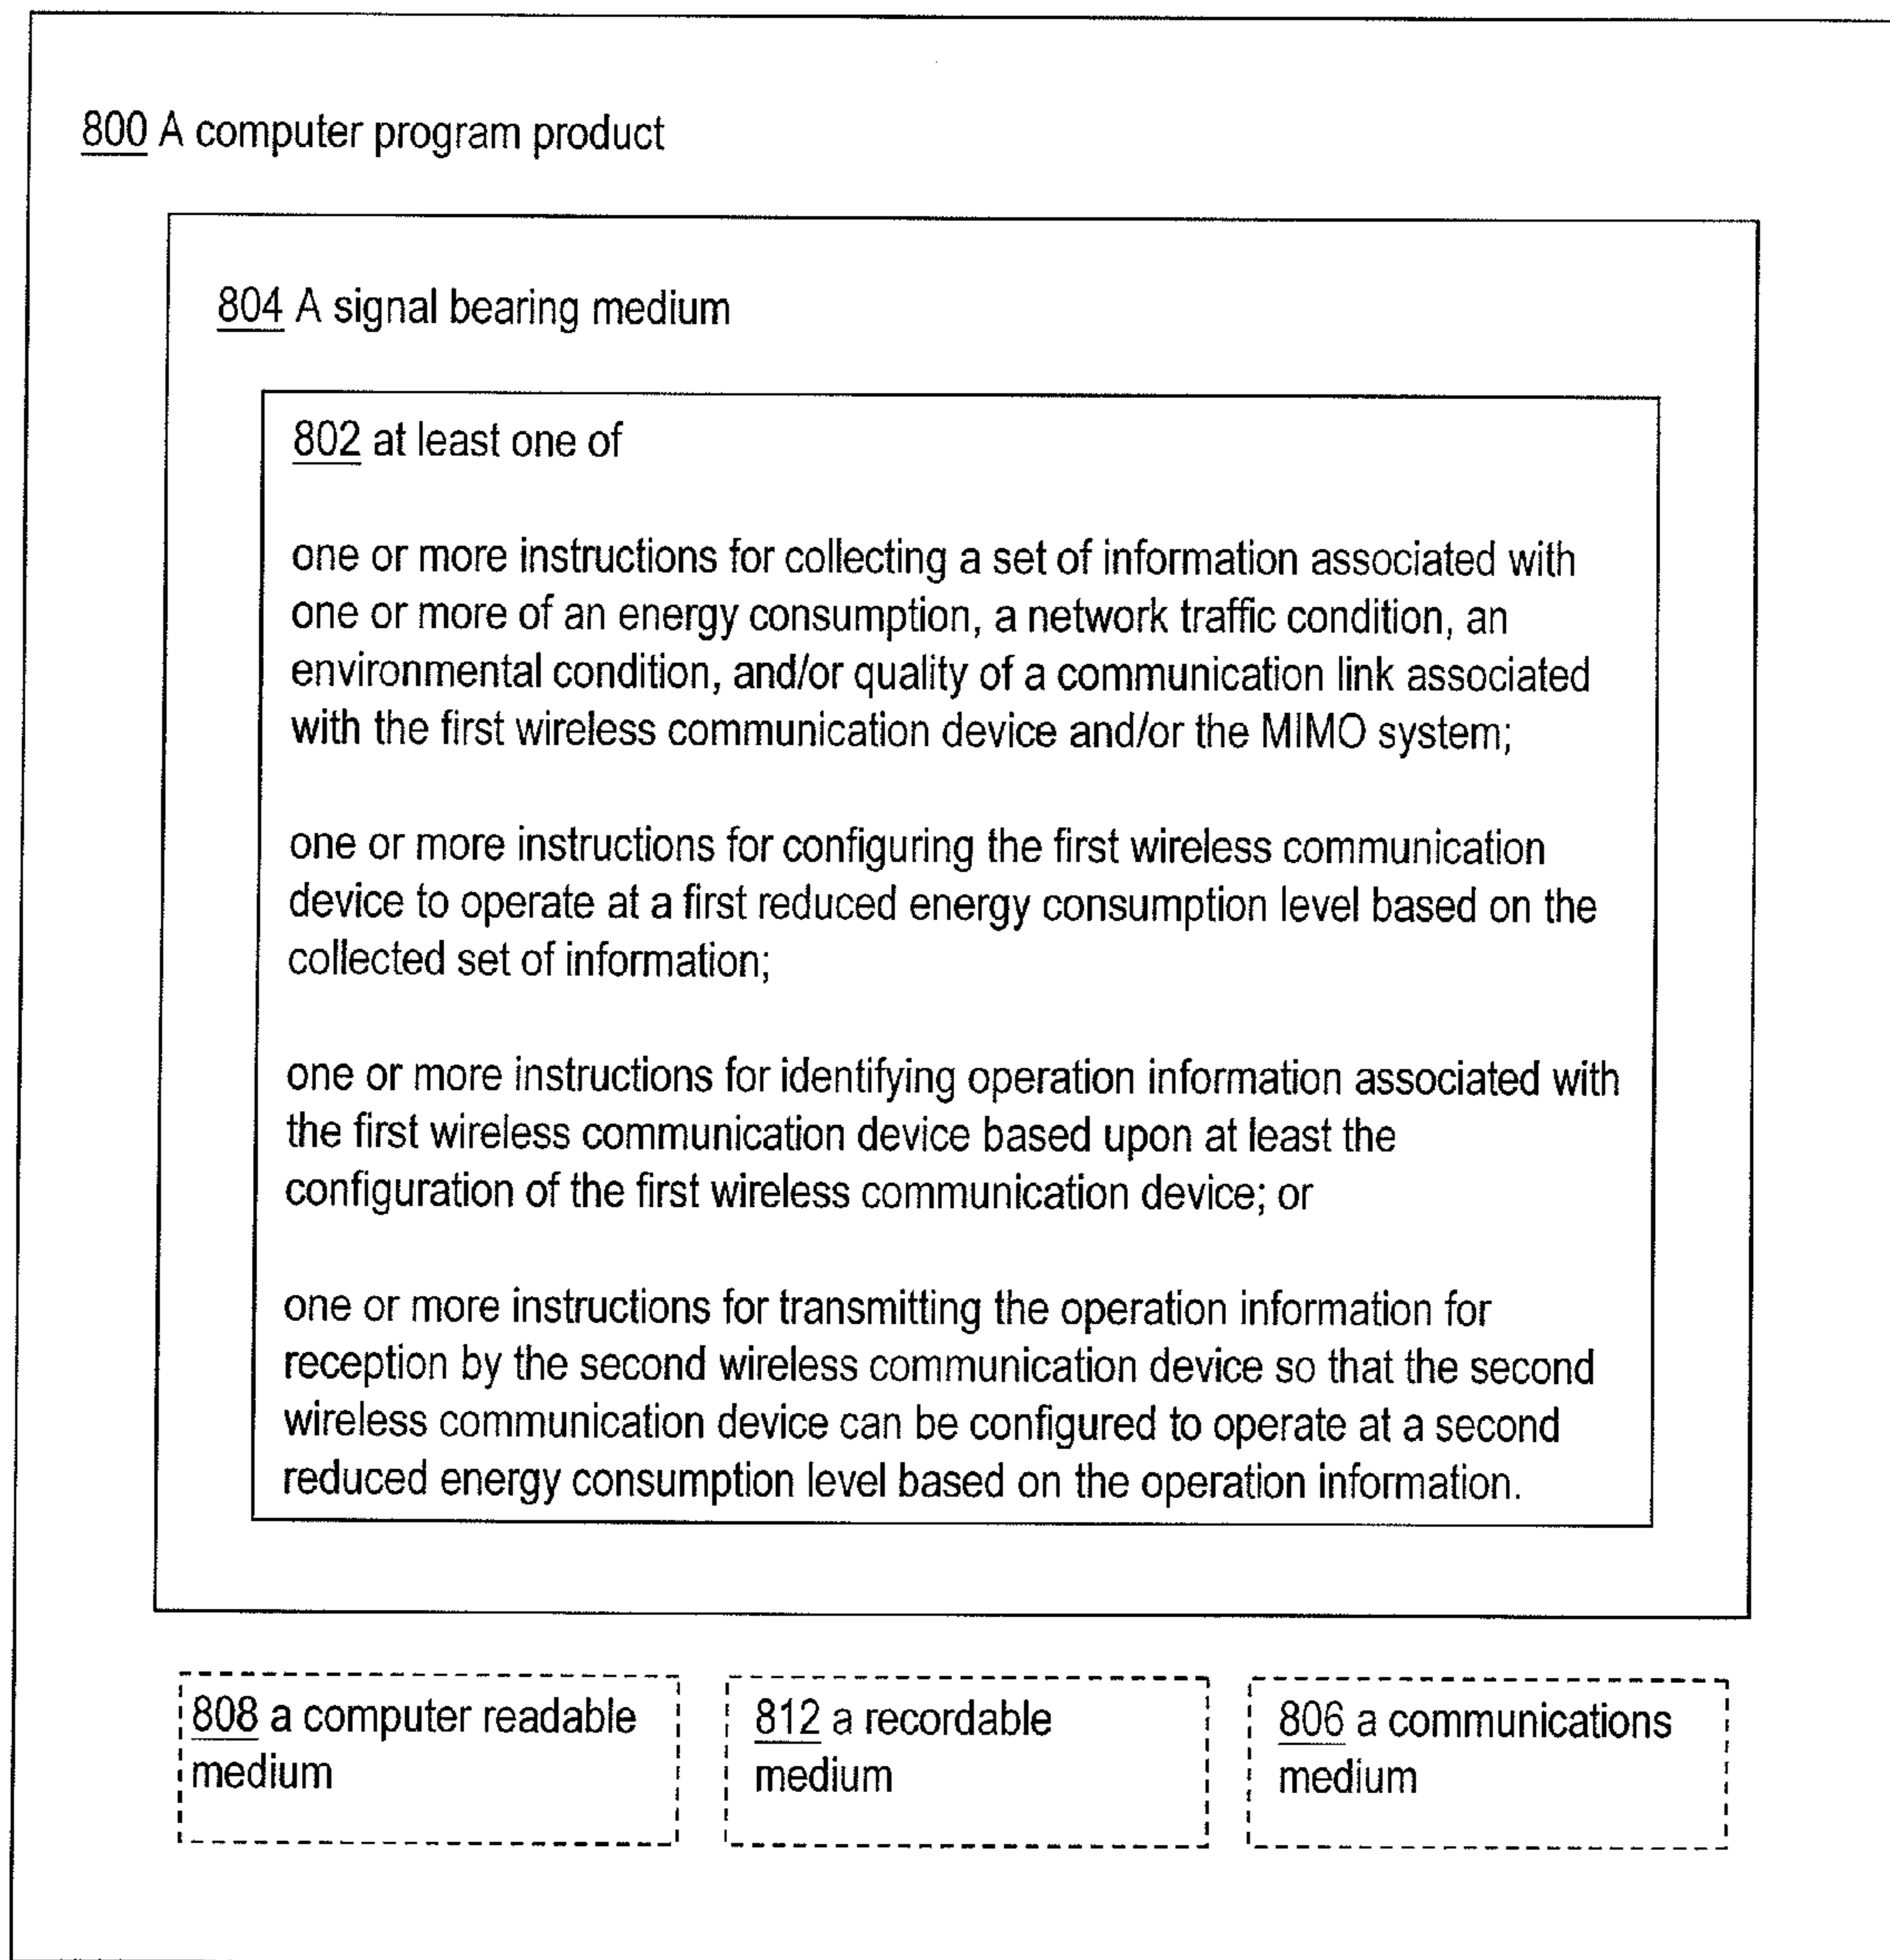 800 A computer program product
804 A signal bearing medium
802 at least one of
one or more instructions for collecting a set of information associated with
one or more of an energy consumption, a network traffic condition, an
environmental condition, and/or quality of a communication link associated
with the first wireless communication device and/or the MIMO system;
one or more instructions for configuring the first wireless communication
device to operate at a first reduced energy consumption level based on the
collected set of information;
one or more instructions for identifying operation information associated with
the first wireless communication device based upon at least the
configuration of the first wireless communication device; or
one or more instructions for transmitting the operation information for
reception by the second wireless communication device so that the second
wireless communication device can be configured to operate at a second
reduced energy consumption level based on the operation information.
808 a computer readable
medium
812 a recordable
medium
806 a communications
medium